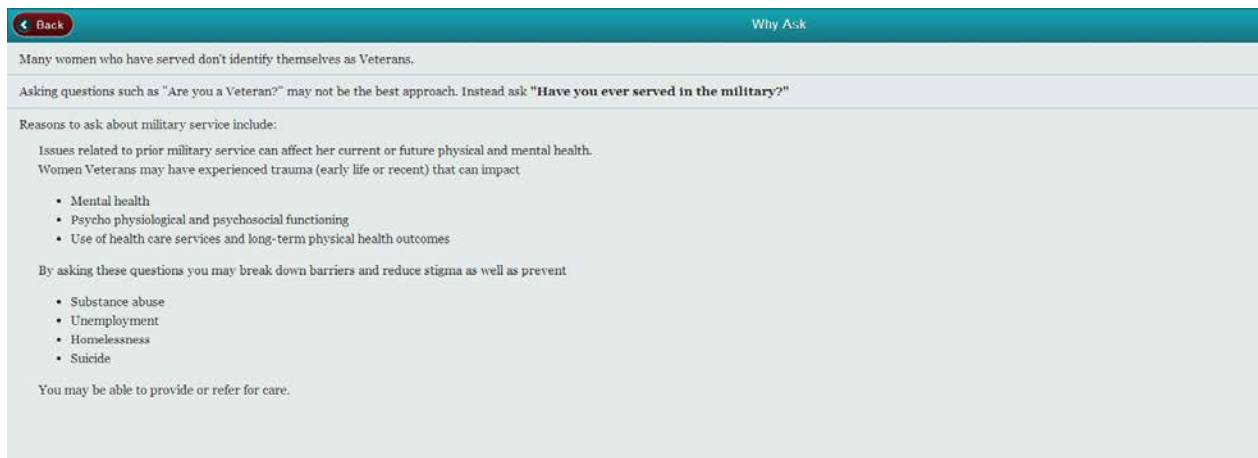 Back
Why Ask
Many women who have served don't identify themselves as Veterans.
Asking questions such as "Are you a Veteran?" may not be the best approach. Instead ask "Have you ever served in the military?"
Reasons to ask about military service include:
Issues related to prior military service can affect her current or future physical and mental health.
Women Veterans may have experienced trauma (early life or recent) that can impact
• Mental health
• Psycho physiological and psychosocial functioning
• Use of health care services and long-term physical health outcomes
By asking these questions you may break down barriers and reduce stigma as well as prevent
• Substance abuse
• Unemployment
• Homelessness
• Suicide
You may be able to provide or refer for care.